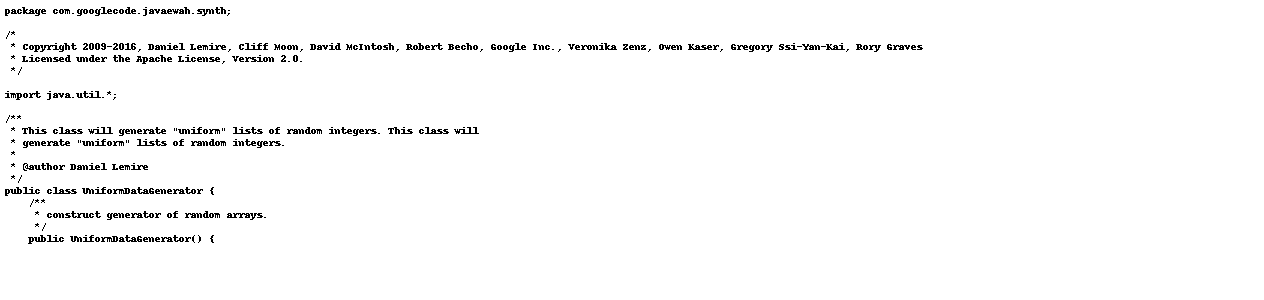 package com.googlecode.javaewah.synth;

/*
 * Copyright 2009-2016, Daniel Lemire, Cliff Moon, David McIntosh, Robert Becho, Google Inc., Veronika Zenz, Owen Kaser, Gregory Ssi-Yan-Kai, Rory Graves
 * Licensed under the Apache License, Version 2.0.
 */

import java.util.*;

/**
 * This class will generate "uniform" lists of random integers. This class will
 * generate "uniform" lists of random integers.
 *
 * @author Daniel Lemire
 */
public class UniformDataGenerator {
    /**
     * construct generator of random arrays.
     */
    public UniformDataGenerator() {